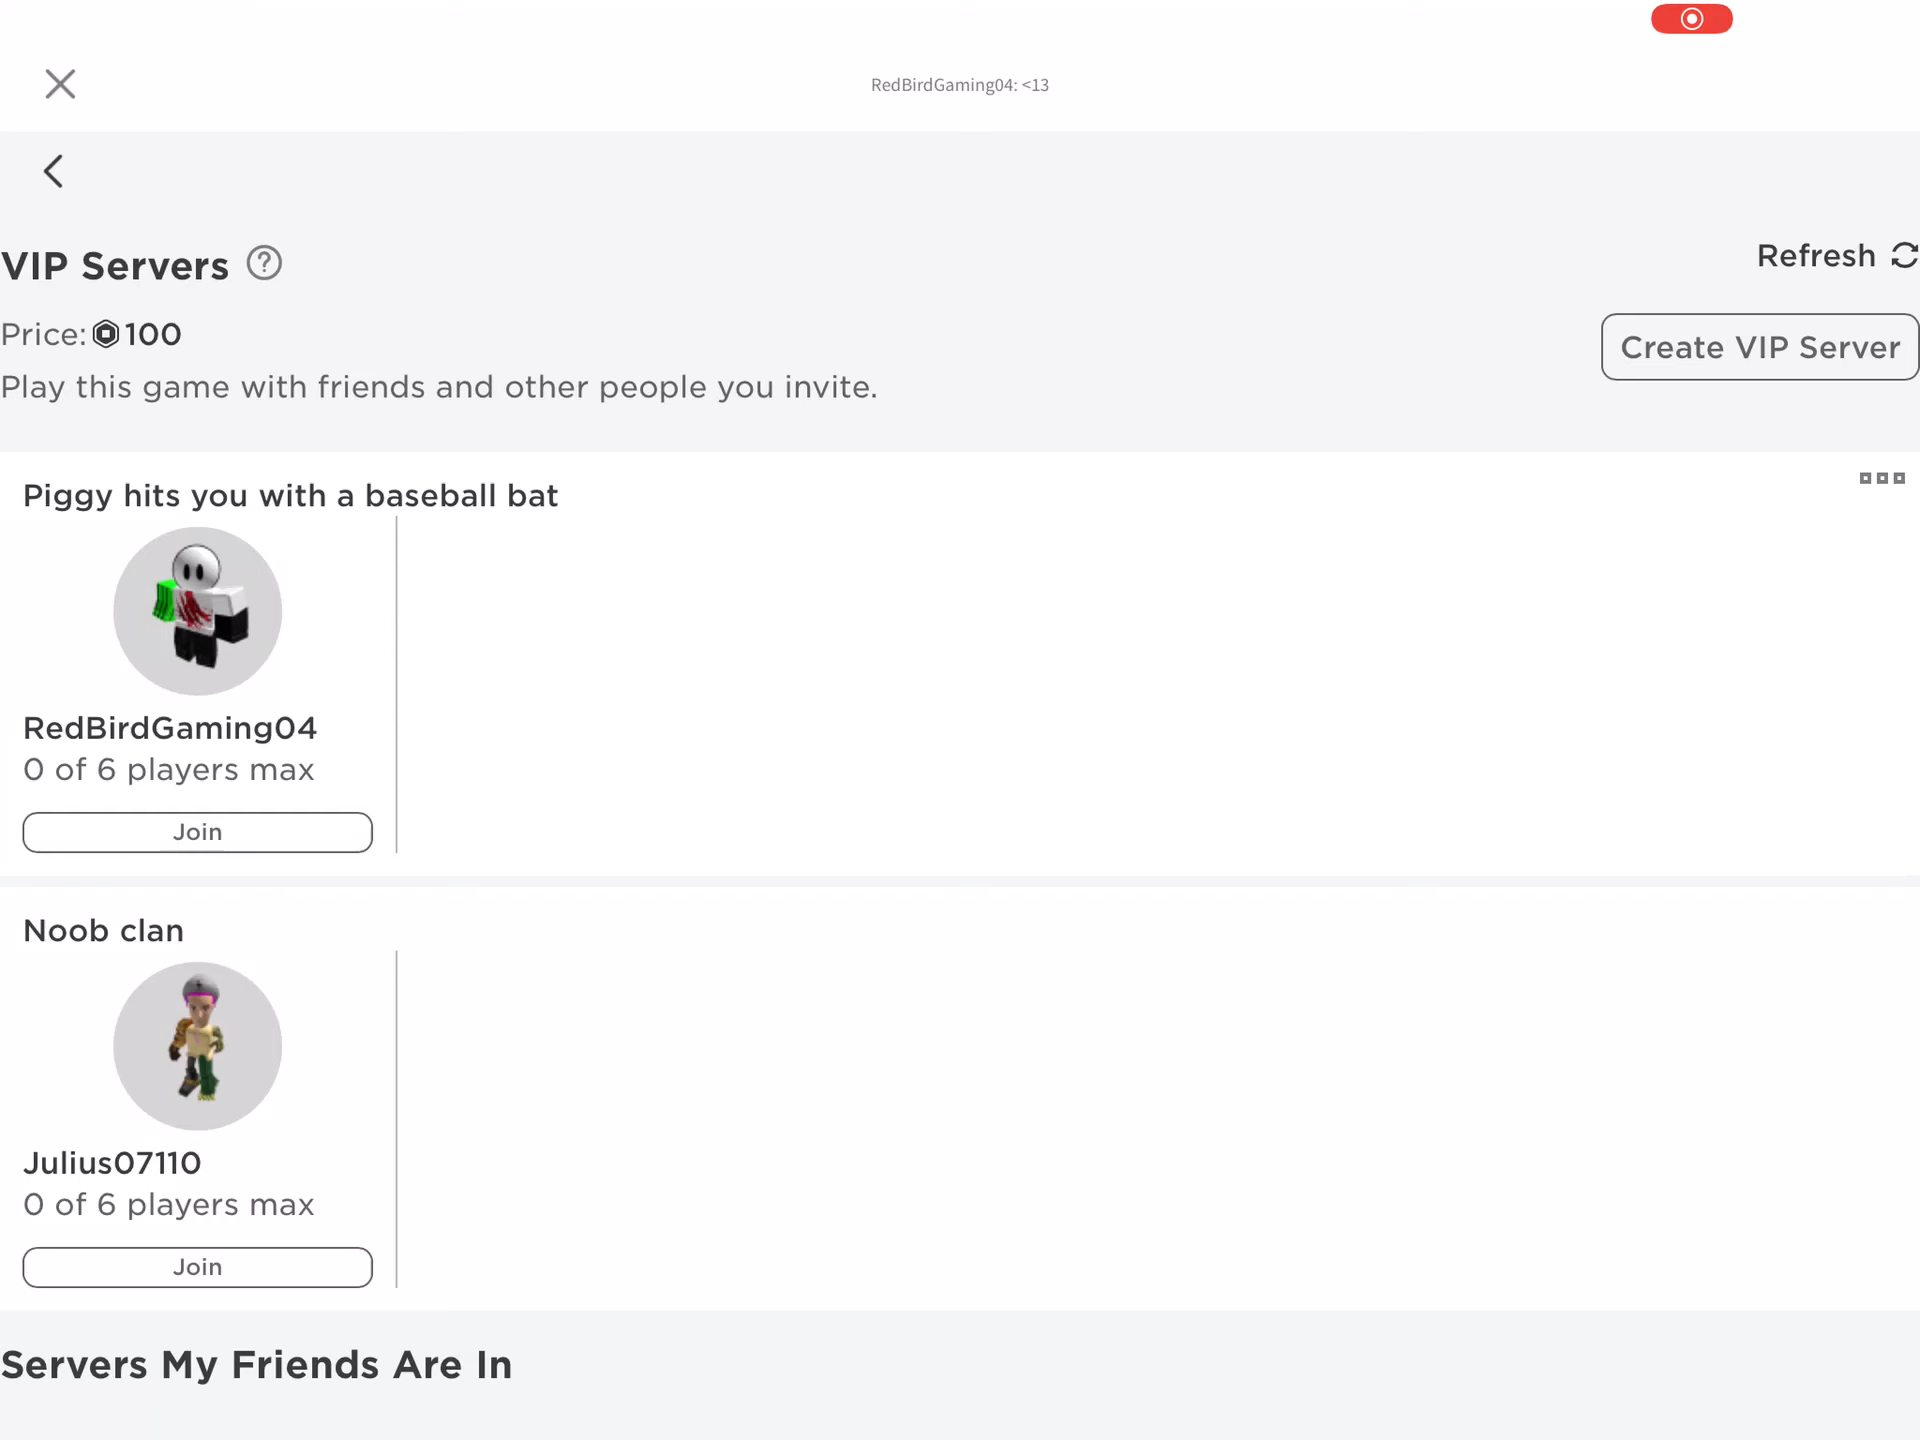 RedBirdGaming04: <13
VIP Servers
Refresh
Price: 100
Create VIP Server
Play this game with friends and other people you invite.
Piggy hits you with a baseball bat
RedBirdGaming04
0 of 6 players max
Join
Noob clan
Julius07110
0 of 6 players max
Join
Servers My Friends Are In